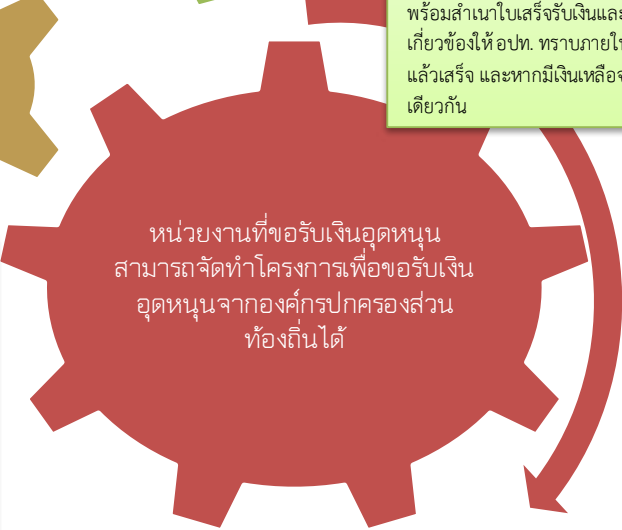 พร้อมสำเนาใบเสร็จรับเงินและ
เกี่ยวข้องให้ อปท. ทราบภายใน
แล้วเสร็จ และหากมีเงินเหลือจ
เดียวกัน
หน่วยงานที่ขอรับเงินอุดหนุน
สามารถจัดทำโครงการเพื่อขอรับเงิน
อุดหนุนจากองค์กรปกครองส่วน
ท้องถิ่นได้